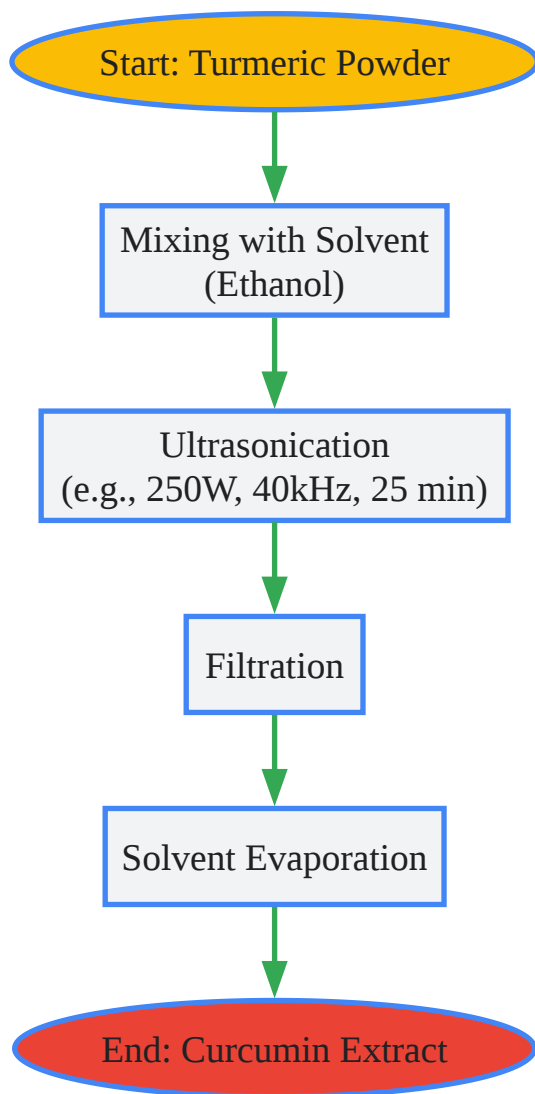 Start: Turmeric Powder
Mixing with Solvent
(Ethanol)
Ultrasonication
(e.g., 250W, 40kHz, 25 min)
Filtration
Solvent Evaporation
End: Curcumin Extract